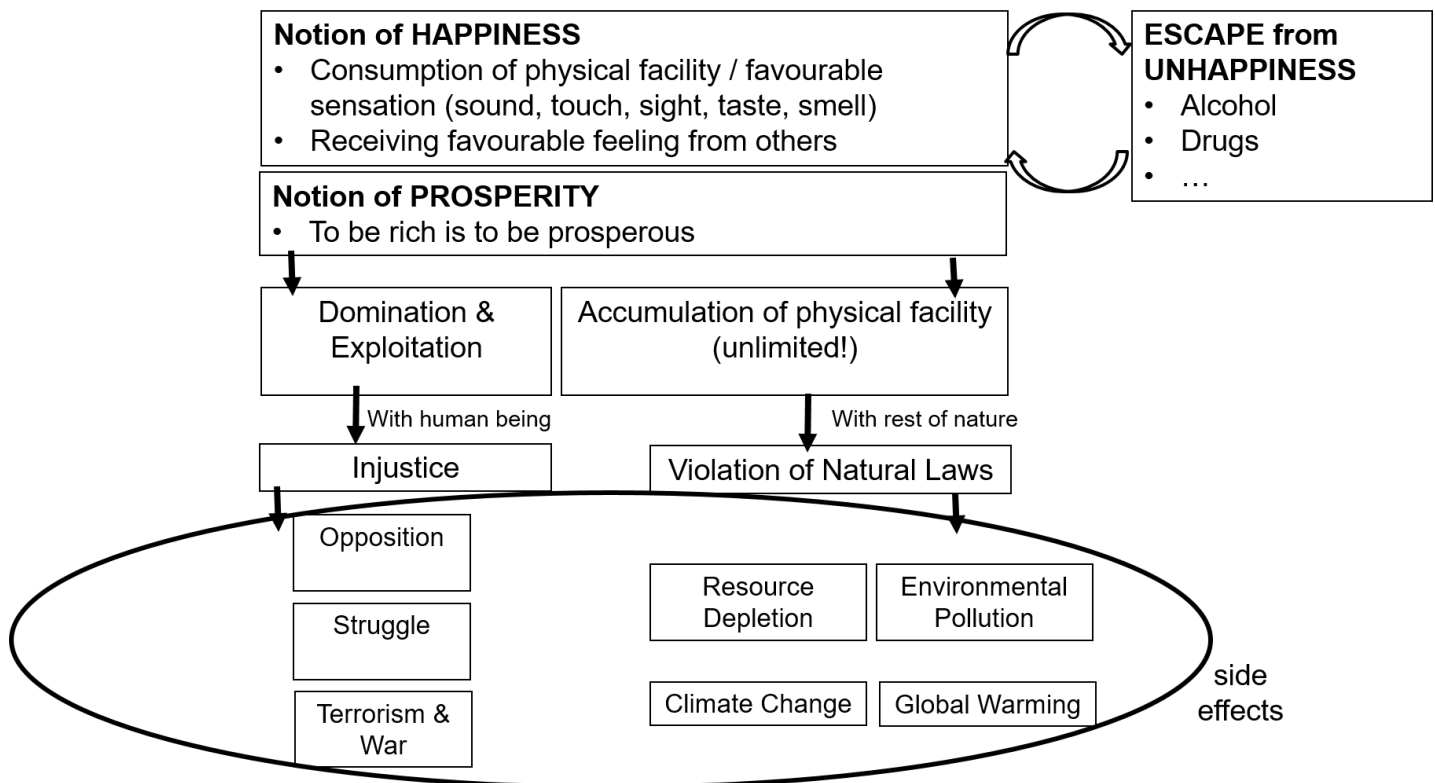 Notion of HAPPINESS
• Consumption of physical facility / favourable
sensation (sound, touch, sight, taste, smell)
• Receiving favourable feeling from others
ESCAPE from
UNHAPPINESS
• Alcohol
• Drugs
• …
Notion of PROSPERITY
• To be rich is to be prosperous
Domination &
Exploitation
Accumulation of physical facility
(unlimited!)
With human being
With rest of nature
Injustice
Violation of Natural Laws
Opposition
Struggle
Terrorism &
War
Resource
Depletion
Environmental
Pollution
Climate Change
Global Warming
side
effects